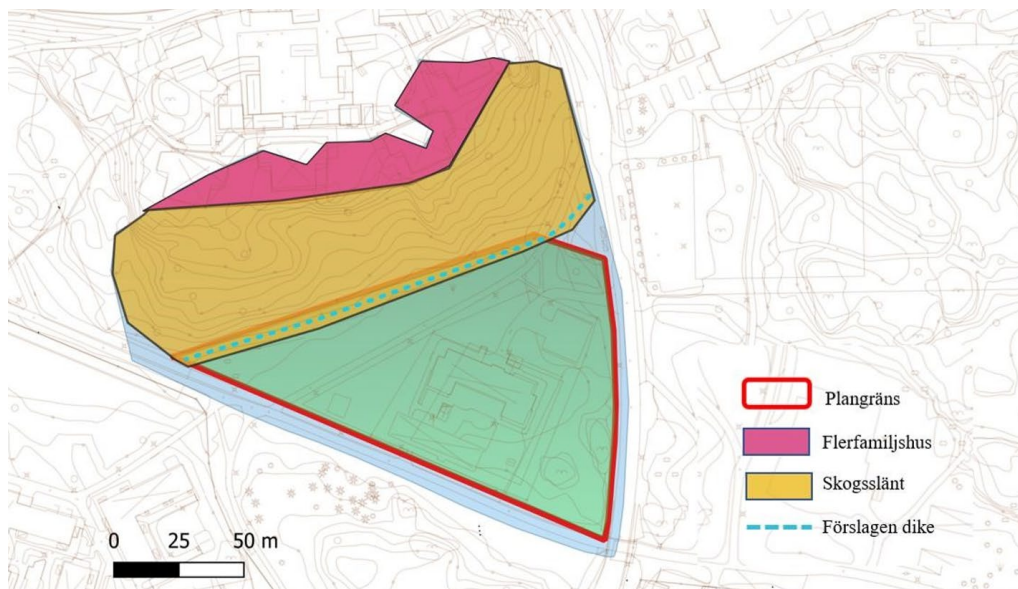 Plangräns
Flerfamiljshus
Skogsslänt
Förslagen dike
0 25 50 m